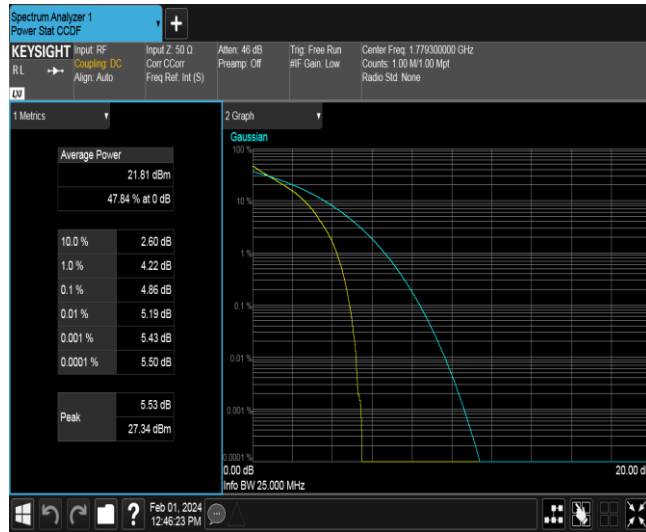 Spectrum Analyzer 1
Power Stat CCDF
+
KEYSIGHT
RL
LXI
Input: RF
Coupling: DC
Align: Auto
Input Z: 50 Ω
Corr CCorr
Freq Ref: Int (S)
Atten: 46 dB
Preamp: Off
Trig: Free Run
#IF Gain: Low
Center Freq: 1.779300000 GHz
Counts: 1.00 M/1.00 Mpt
Radio Std: None
1 Metrics
Average Power
21.81 dBm
47.84 % at 0 dB
10.0 % 2.60 dB
1.0 % 4.22 dB
0.1 % 4.86 dB
0.01 % 5.19 dB
0.001 % 5.43 dB
0.0001 % 5.50 dB
Peak
5.53 dB
27.34 dBm
2 Graph
Gaussian
100 %
10 %
1 %
0.1 %
0.01 %
0.001 %
0.0001 %
0.00 dB
20.00 dB
Info BW 25.000 MHz
?
Feb 01, 2024
12:46:23 PM